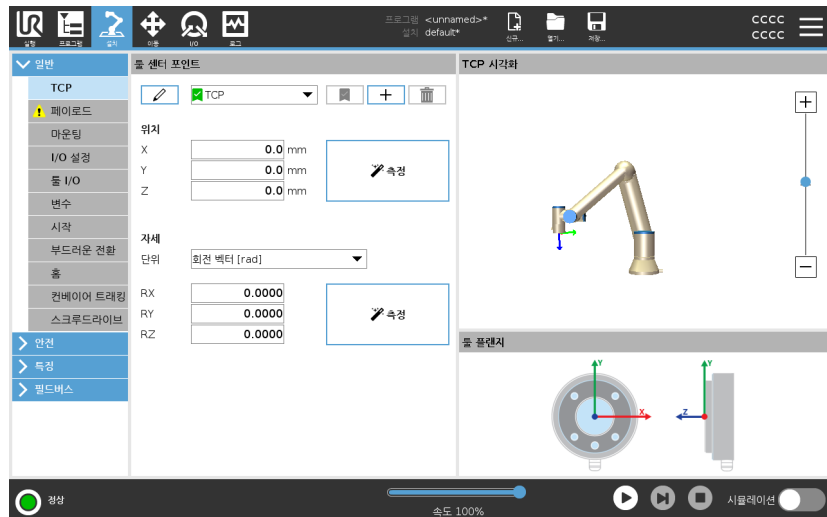 UR
실행 프로그램 설치 이동 I/O 로그
프로그램 <unnamed>*
설치 default*
신규... 열기... 저장...
cccc
cccc
일반
TCP
페이로드
마운팅
I/O 설정
툴 I/O
변수
시작
부드러운 전환
홈
컨베이어 트래킹
스크루드라이브
안전
특징
필드버스
툴 센터 포인트
TCP
위치
X 0.0 mm
Y 0.0 mm
Z 0.0 mm
측정
자세
단위 회전 벡터 [rad]
RX 0.0000
RY 0.0000
RZ 0.0000
측정
TCP 시각화
툴 플랜지
Y
X
Y
Z
정상
속도 100%
시뮬레이션